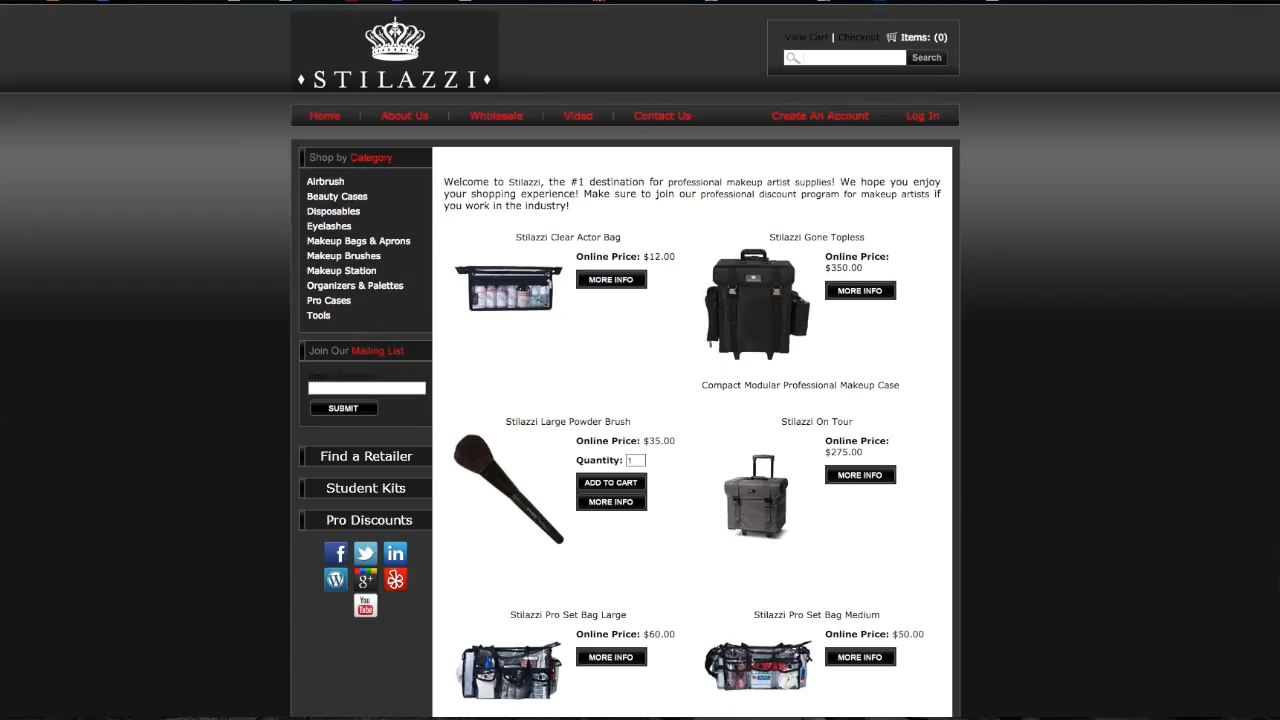 STILAZZI
View Cart | Checkout Items: (0)
Search
Home | About Us | Wholesale | Video | Contact Us
Create An Account Log In
Shop by Category
Airbrush
Beauty Cases
Disposables
Eyelashes
Makeup Bags & Aprons
Makeup Brushes
Makeup Station
Organizers & Palettes
Pro Cases
Tools
Join Our Mailing List
SUBMIT
Find a Retailer
Student Kits
Pro Discounts
You
Tube
Welcome to Stilazzi, the #1 destination for professional makeup artist supplies! We hope you enjoy
your shopping experience! Make sure to join our professional discount program for makeup artists if
you work in the industry!
Stilazzi Clear Actor Bag
Online Price: $12.00
MORE INFO
Stilazzi Gone Topless
Online Price:
$350.00
MORE INFO
Compact Modular Professional Makeup Case
Stilazzi Large Powder Brush
Online Price: $35.00
Quantity: 1
ADD TO CART
MORE INFO
Stilazzi On Tour
Online Price:
$275.00
MORE INFO
Stilazzi Pro Set Bag Large
Online Price: $60.00
MORE INFO
Stilazzi Pro Set Bag Medium
Online Price: $50.00
MORE INFO